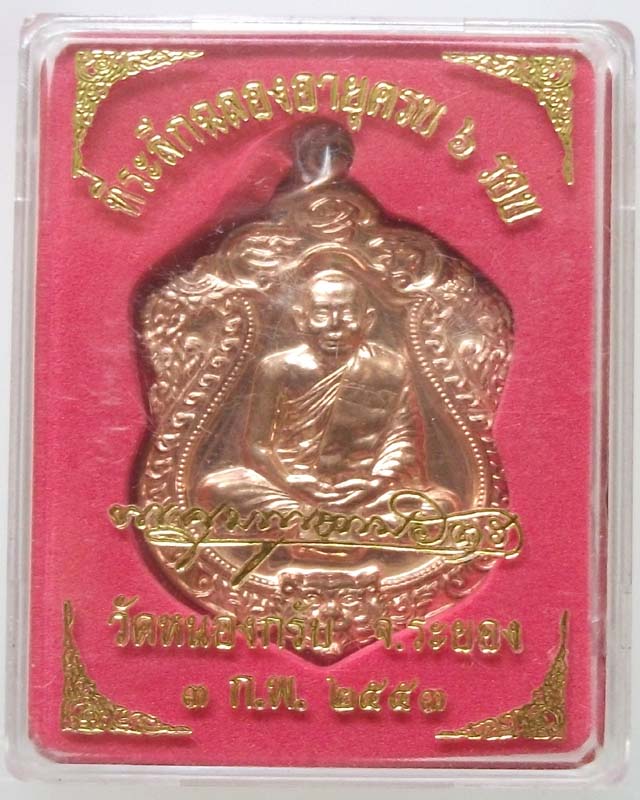 ที่ระลึกฉลองอายุครบ ๖ รอบ
วัดหนองกรับ จ.ระยอง
๓ ก.พ. ๒๕๕๓